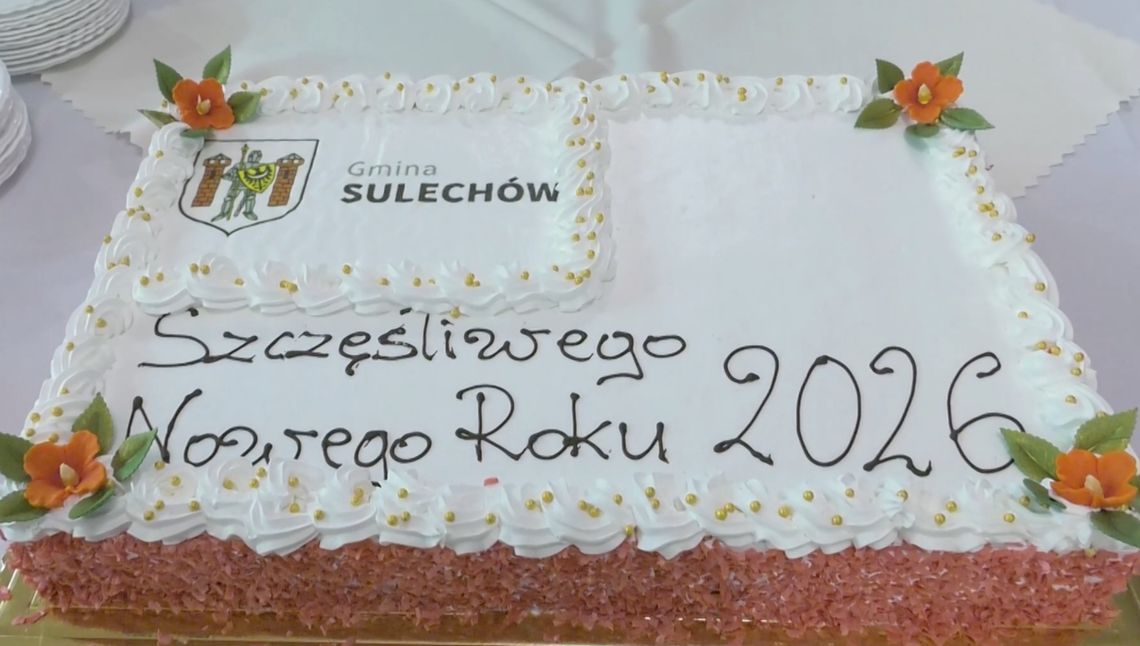 Gmina
SULECHÓW
Szczęśliwego
Nowego Roku 2026